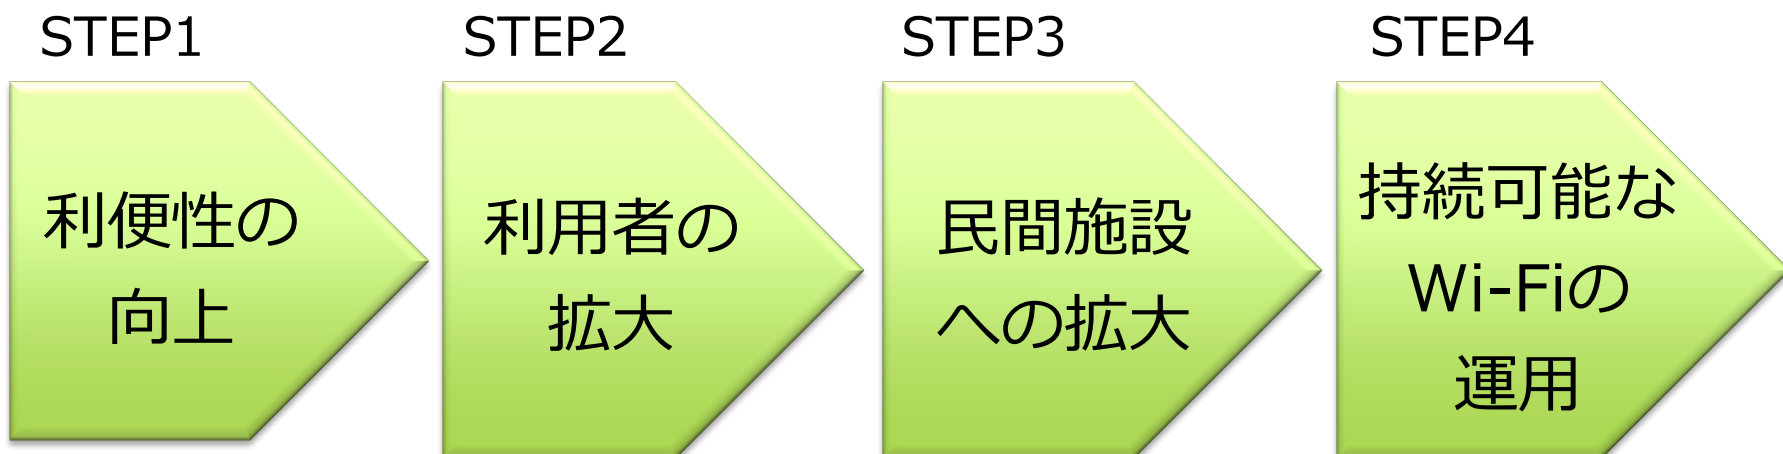 STEP1
利便性の
向上
STEP2
利用者の
拡大
STEP3
民間施設
への拡大
STEP4
持続可能な
Wi-Fiの
運用